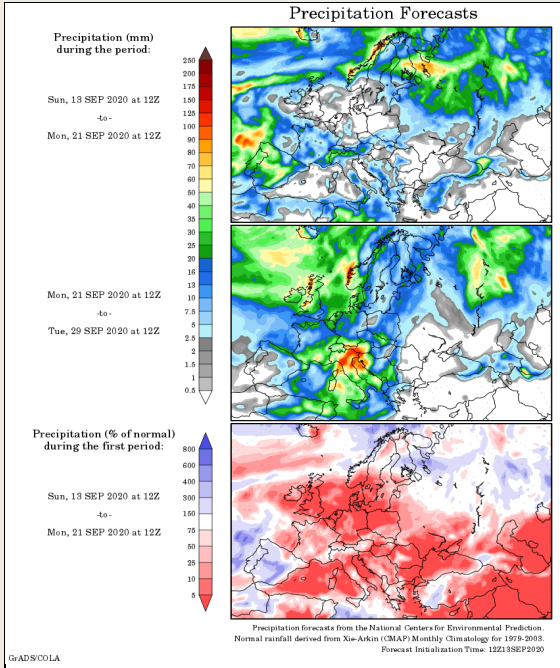 Precipitation Forecasts
Precipitation (mm)
during the period:
Sun, 13 SEP 2020 at 12Z
-to-
Mon, 21 SEP 2020 at 12Z
250
200
175
150
125
100
90
80
70
60
50
40
35
30
25
20
16
13
10
7.5
5
2.5
2
1.5
1
0.5
Mon, 21 SEP 2020 at 12Z
-to-
Tue, 29 SEP 2020 at 12Z
Precipitation (% of normal)
during the first period:
800
600
400
300
150
75
50
25
10
5
Sun, 13 SEP 2020 at 12Z
-to-
Mon, 21 SEP 2020 at 12Z
Precipitation forecasts from the National Centers for Environmental Prediction.
Normal rainfall derived from Xie-Arkin (CMAP) Monthly Climatology for 1979-2003.
Forecast Initialization Time: 12Z13SEP2020
GrADS/COLA